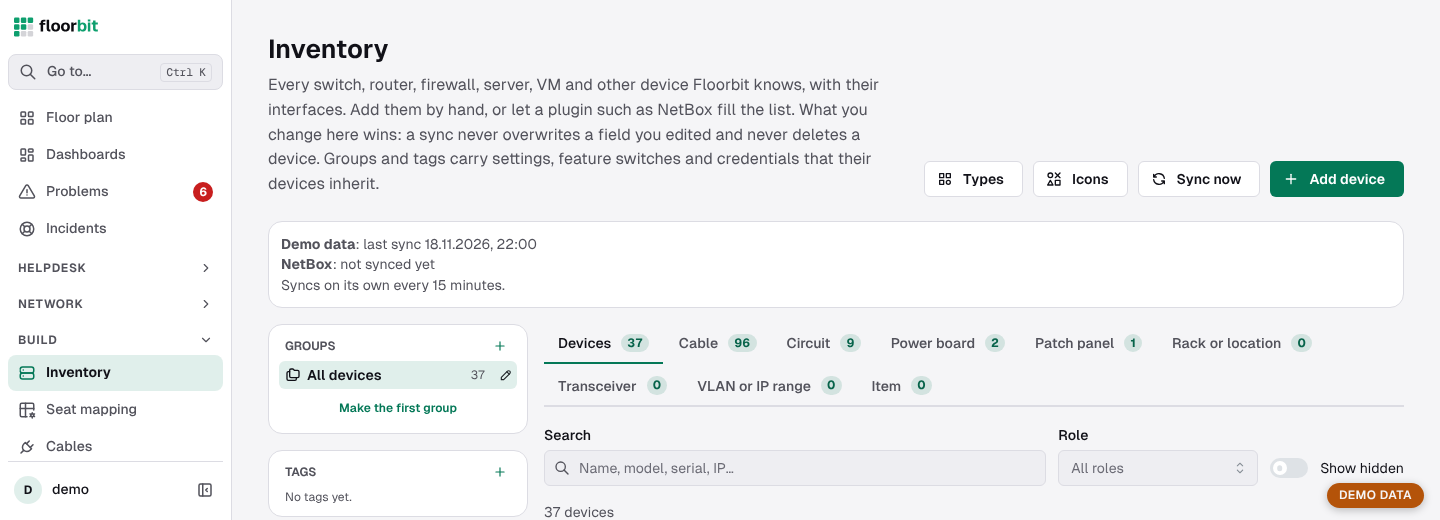 floorbit
Go to...
Ctrl K
Floor plan
Dashboards
Problems
6
Incidents
HELPDESK
NETWORK
BUILD
Inventory
Seat mapping
Cables
D
demo
Inventory
Every switch, router, firewall, server, VM and other device Floorbit knows, with their
interfaces. Add them by hand, or let a plugin such as NetBox fill the list. What you
change here wins: a sync never overwrites a field you edited and never deletes a
device. Groups and tags carry settings, feature switches and credentials that their
devices inherit.
Types
Icons
Sync now
Add device
Demo data: last sync 18.11.2026, 22:00
NetBox: not synced yet
Syncs on its own every 15 minutes.
GROUPS
All devices 37
Make the first group
TAGS
No tags yet.
Devices 37 Cable 96 Circuit 9 Power board 2 Patch panel 1 Rack or location 0
Transceiver 0 VLAN or IP range 0 Item 0
Search
Name, model, serial, IP...
Role
All roles
Show hidden
37 devices
DEMO DATA